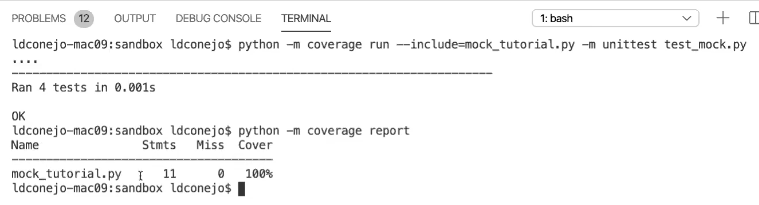 PROBLEMS 12 OUTPUT DEBUG CONSOLE TERMINAL 1: bash
ldconejo-mac09:sandbox ldconejo$ python -m coverage run --include=mock_tutorial.py -m unittest test_mock.py
....
----------------------------------------------------------------------
Ran 4 tests in 0.001s
OK
ldconejo-mac09:sandbox ldconejo$ python -m coverage report
Name Stmts Miss Cover
--------------------------------------
mock_tutorial.py 11 0 100%
ldconejo-mac09:sandbox ldconejo$